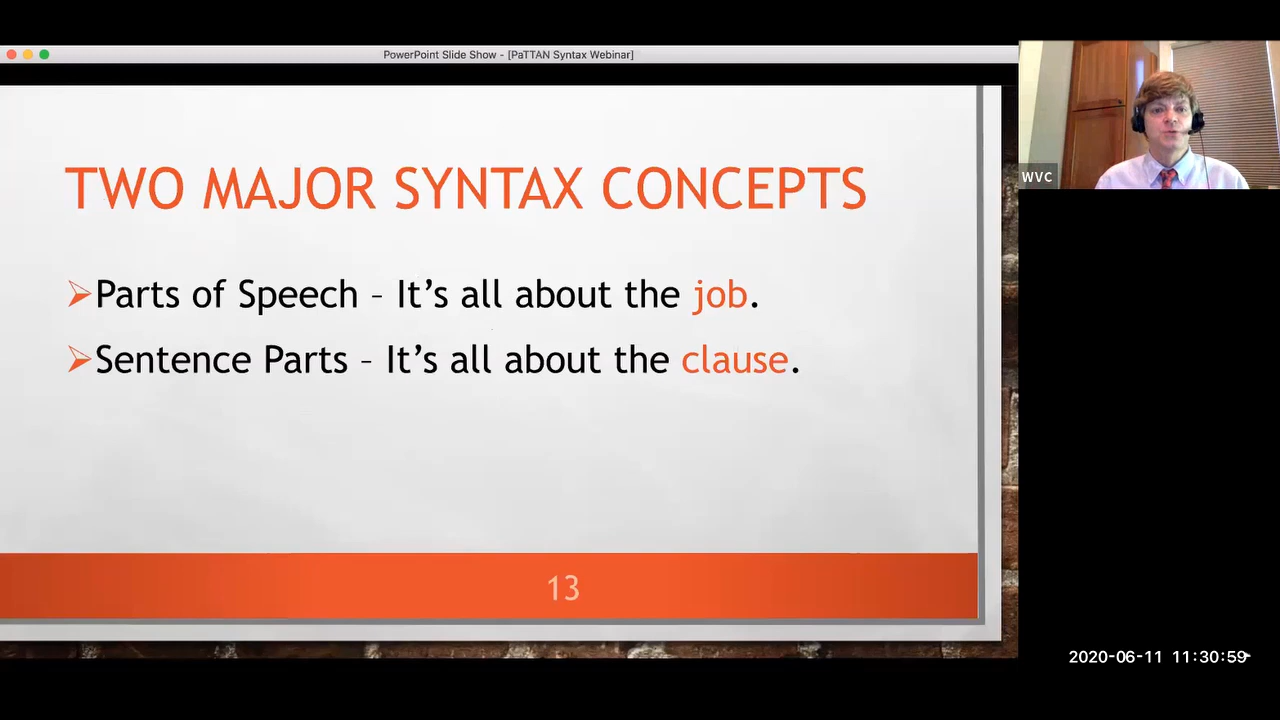 PowerPoint Slide Show - [PaTTAN Syntax Webinar]
WVC
TWO MAJOR SYNTAX CONCEPTS
Parts of Speech – It’s all about the job.
Sentence Parts – It’s all about the clause.
13
2020-06-11 11:30:59